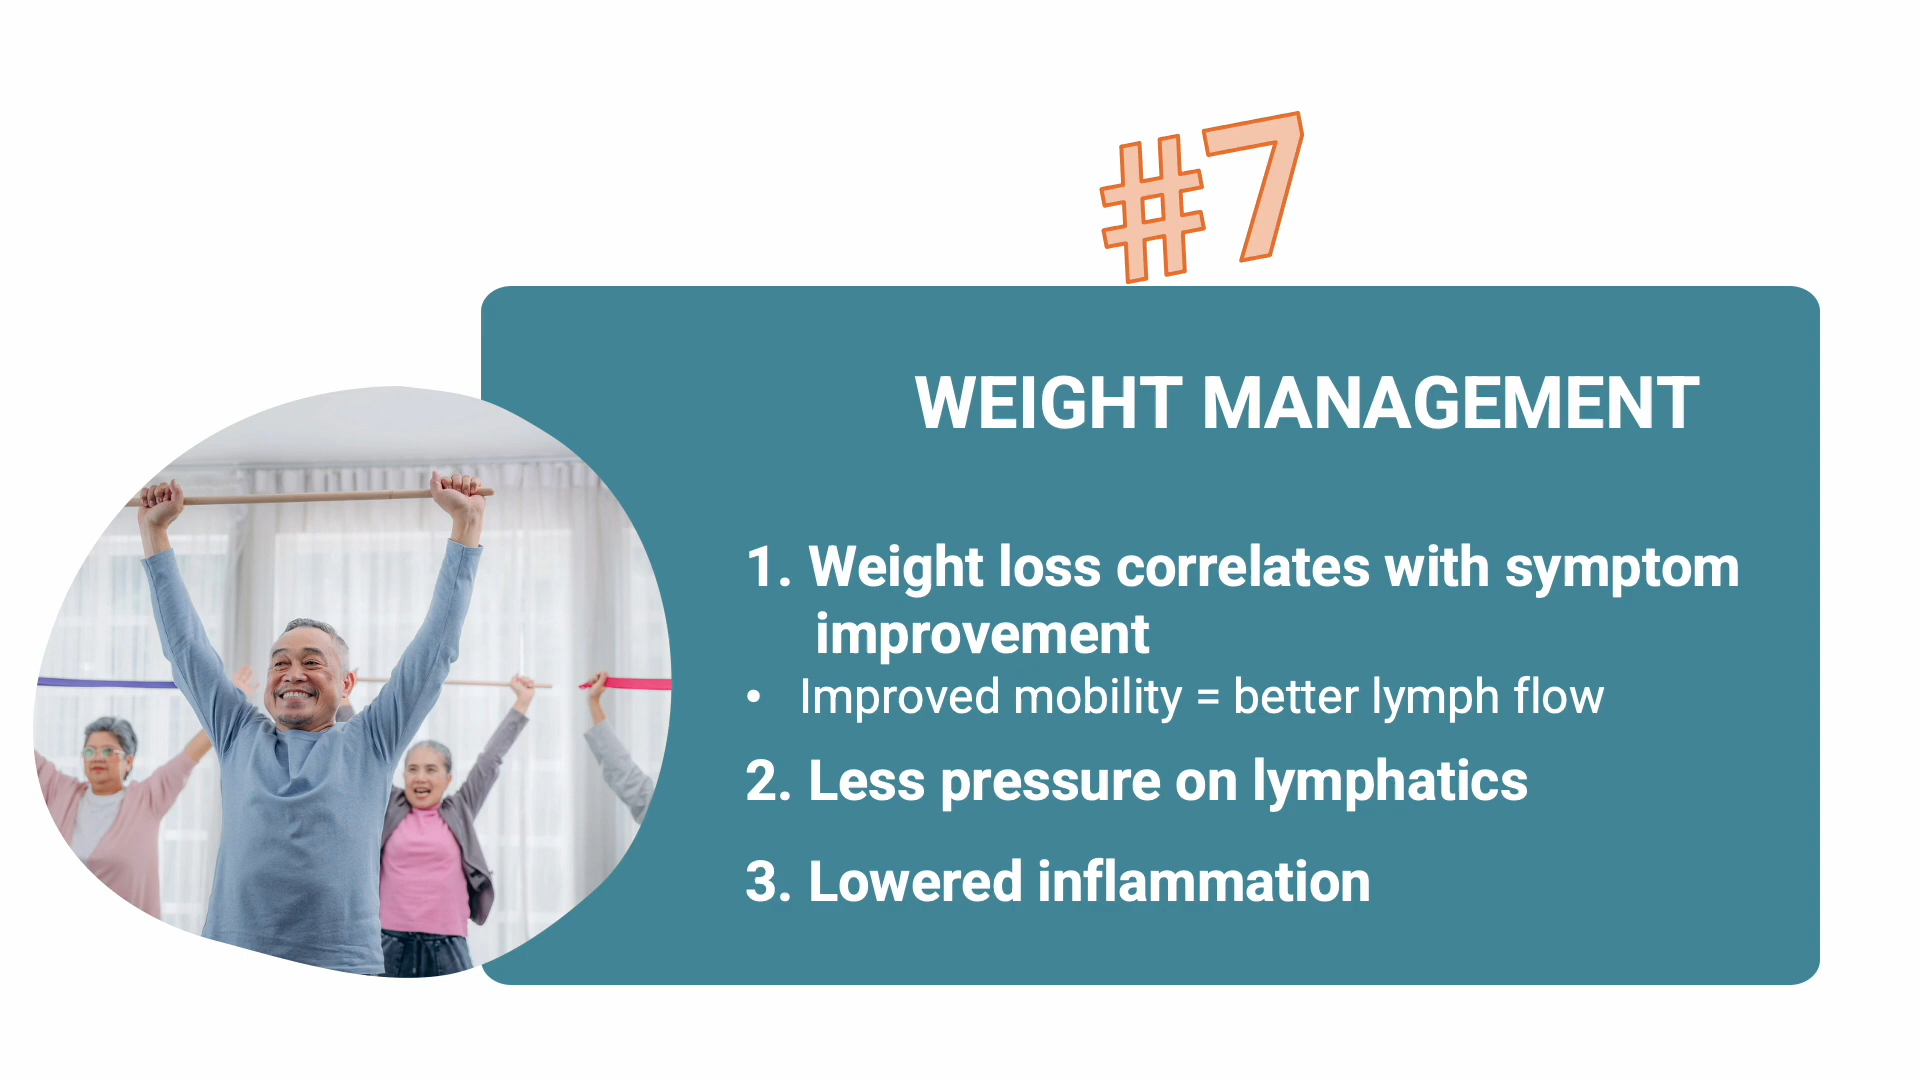 #7
WEIGHT MANAGEMENT
1. Weight loss correlates with symptom
improvement
• Improved mobility = better lymph flow
2. Less pressure on lymphatics
3. Lowered inflammation